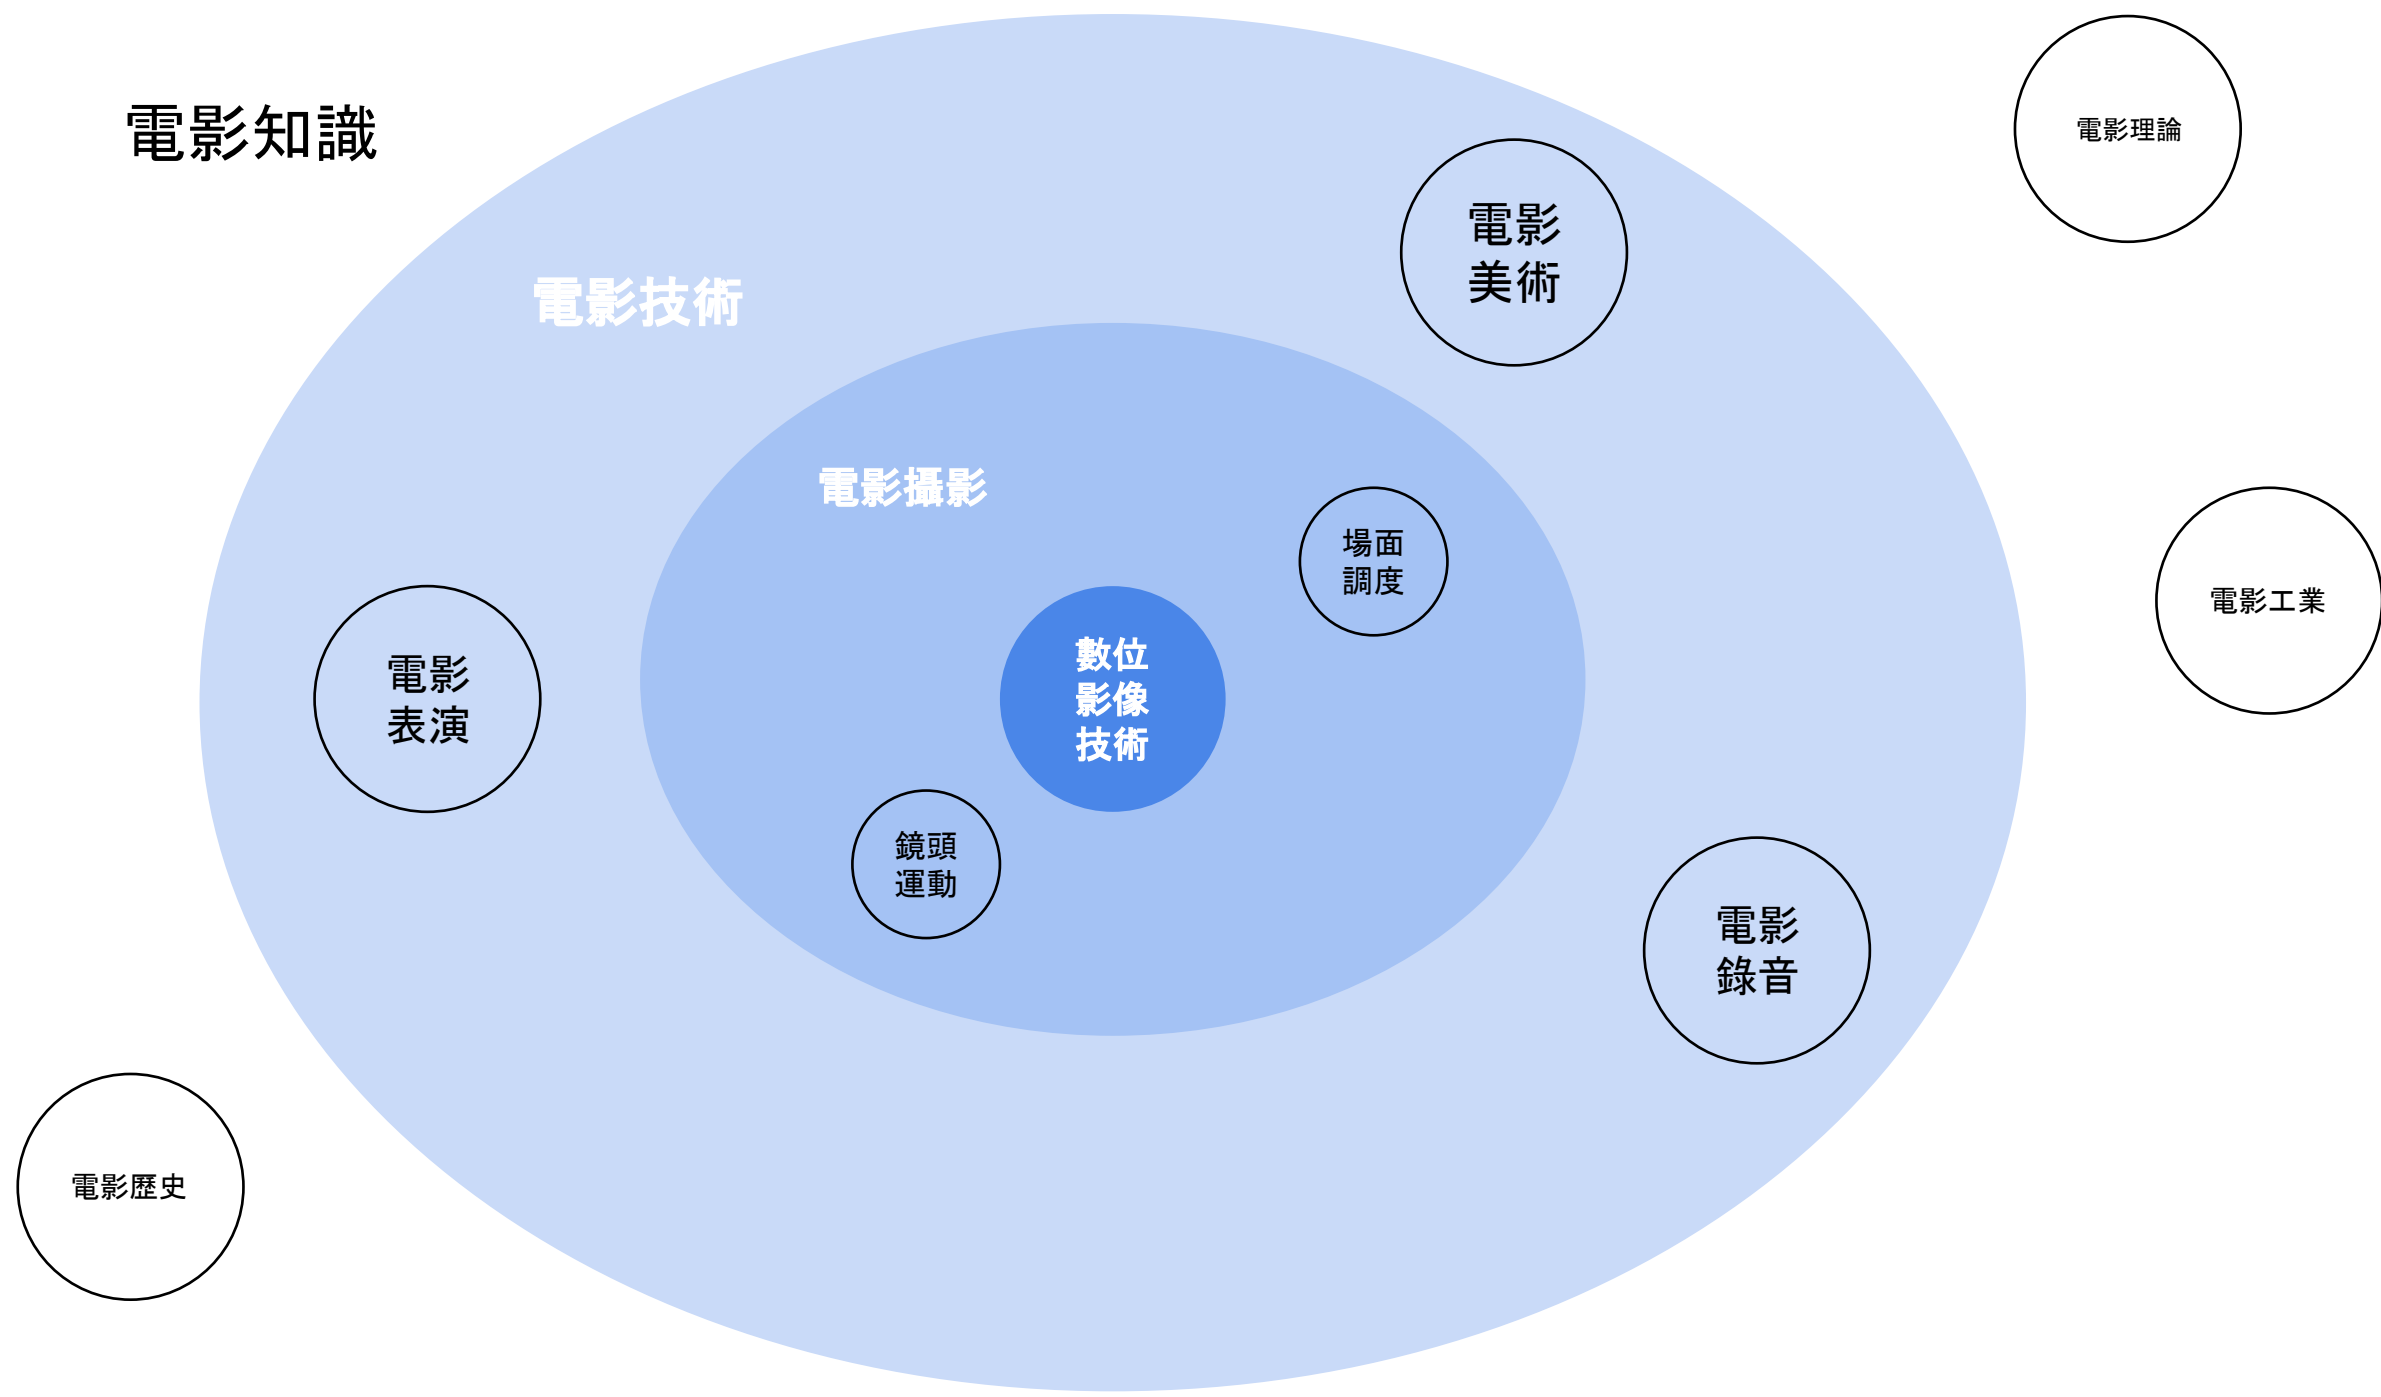 電影知識
電影理論
電影技術
電影
美術
電影攝影
場面
調度
電影工業
數位
影像
技術
電影
表演
鏡頭
運動
電影
錄音
電影歷史